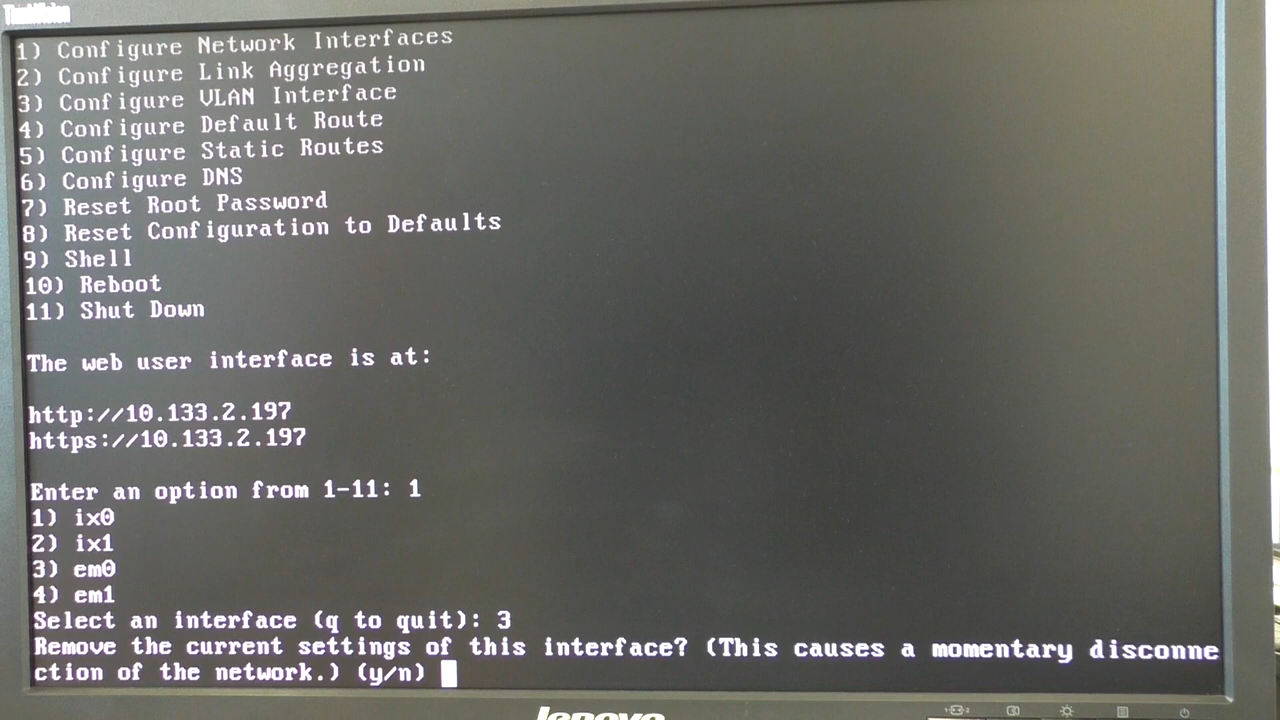 ThinkVision
1) Configure Network Interfaces
2) Configure Link Aggregation
3) Configure VLAN Interface
4) Configure Default Route
5) Configure Static Routes
6) Configure DNS
7) Reset Root Password
8) Reset Configuration to Defaults
9) Shell
10) Reboot
11) Shut Down
The web user interface is at:
http://10.133.2.197
https://10.133.2.197
Enter an option from 1-11: 1
1) ix0
2) ix1
3) em0
4) em1
Select an interface (q to quit): 3
Remove the current settings of this interface? (This causes a momentary disconne
ction of the network.) (y/n)
lenovo